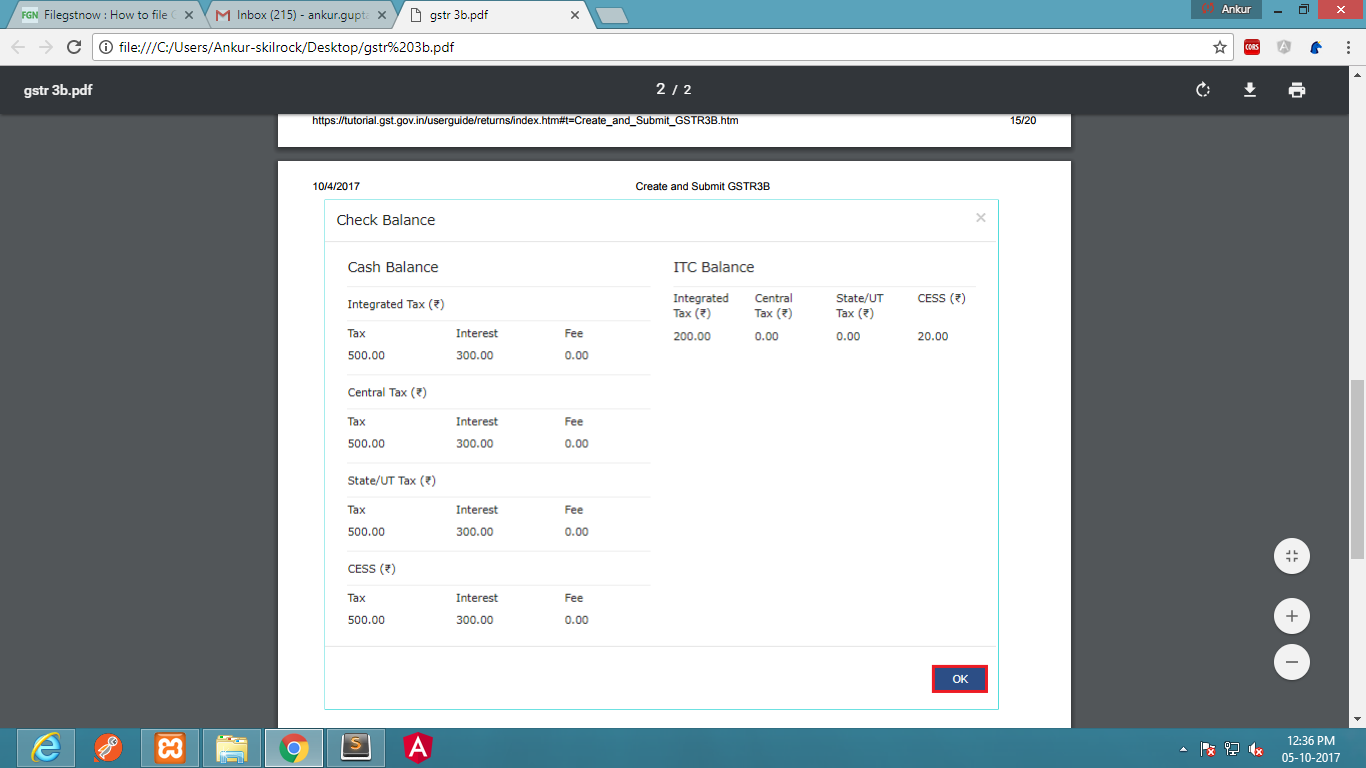 FGN Filegstnow : How to file
Inbox (215) - ankur.gupt
gstr 3b.pdf
Ankur
file:///C:/Users/Ankur-skilrock/Desktop/gstr%203b.pdf
CORS
gstr 3b.pdf
2 / 2
https://tutorial.gst.gov.in/userguide/returns/index.htm#t=Create_and_Submit_GSTR3B.htm 15/20
10/4/2017 Create and Submit GSTR3B
Check Balance ×
Cash Balance
Integrated Tax (₹)
Tax Interest Fee
500.00 300.00 0.00
Central Tax (₹)
Tax Interest Fee
500.00 300.00 0.00
State/UT Tax (₹)
Tax Interest Fee
500.00 300.00 0.00
CESS (₹)
Tax Interest Fee
500.00 300.00 0.00
ITC Balance
Integrated Central State/UT CESS (₹)
Tax (₹) Tax (₹) Tax (₹)
200.00 0.00 0.00 20.00
OK
12:36 PM
05-10-2017